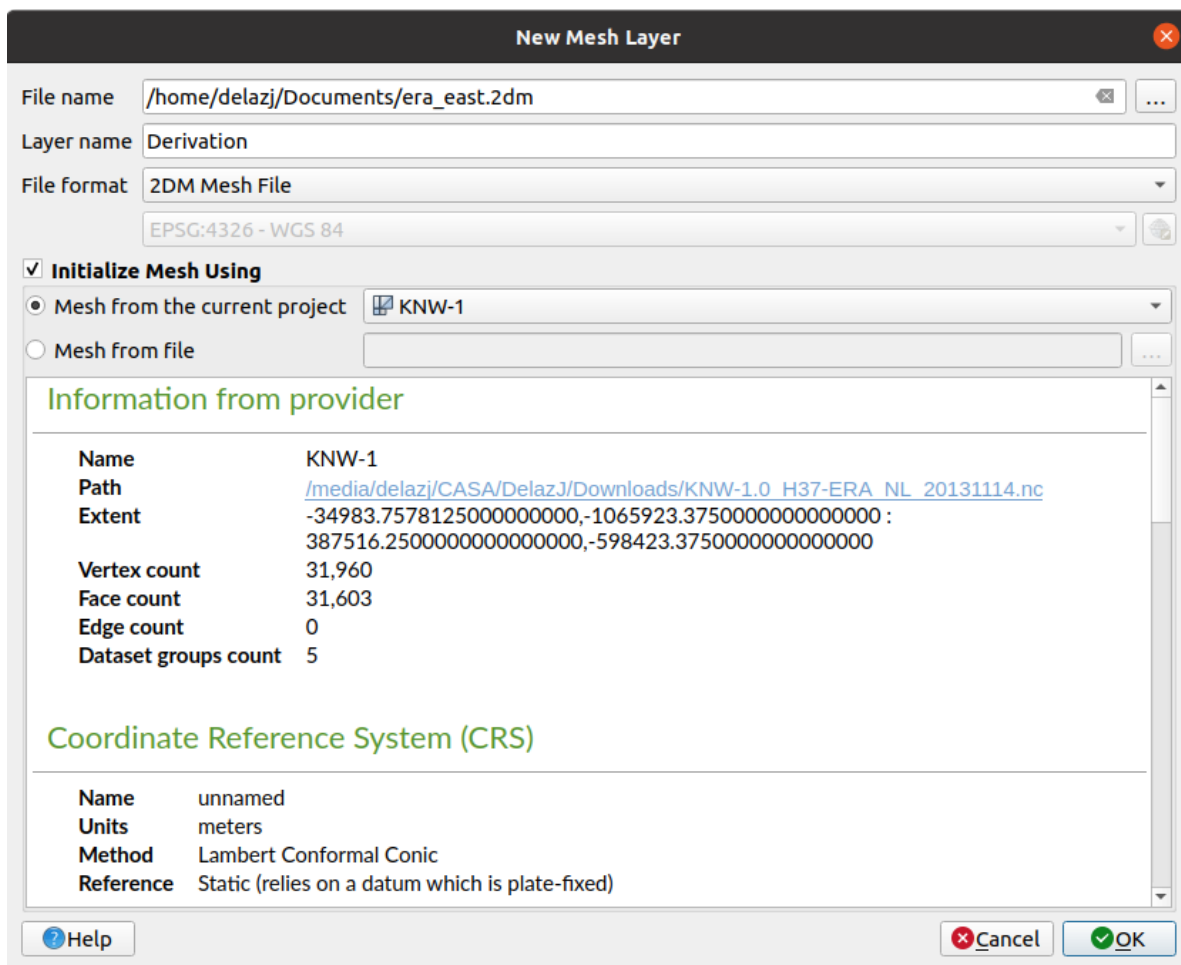 New Mesh Layer
File name /home/delazj/Documents/era_east.2dm ...
Layer name Derivation
File format 2DM Mesh File
EPSG:4326 - WGS 84
Initialize Mesh Using
Mesh from the current project KNW-1
Mesh from file ...
Information from provider
Name KNW-1
Path /media/delazj/CASA/DelazJ/Downloads/KNW-1.0_H37-ERA_NL_20131114.nc
Extent -34983.7578125000000000,-1065923.3750000000000000 :
387516.2500000000000000,-598423.3750000000000000
Vertex count 31,960
Face count 31,603
Edge count 0
Dataset groups count 5
Coordinate Reference System (CRS)
Name unnamed
Units meters
Method Lambert Conformal Conic
Reference Static (relies on a datum which is plate-fixed)
Help Cancel OK